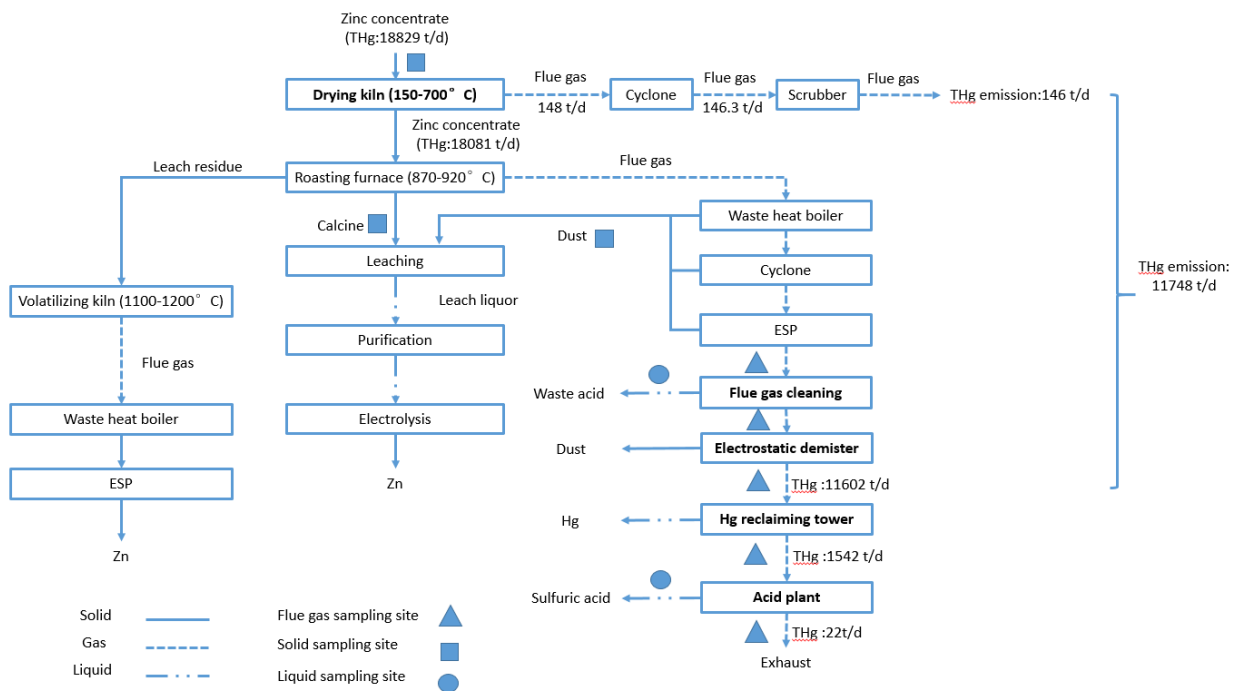 Zinc concentrate
(THg:18829 t/d)
Drying kiln (150-700° C)
Flue gas
148 t/d
Cyclone
Flue gas
146.3 t/d
Scrubber
Flue gas
THg emission:146 t/d
Zinc concentrate
(THg:18081 t/d)
Leach residue
Roasting furnace (870-920° C)
Flue gas
Waste heat boiler
Calcine
Dust
Leaching
Cyclone
THg emission:
11748 t/d
Volatilizing kiln (1100-1200° C)
Leach liquor
ESP
Purification
Flue gas
Waste acid
Flue gas cleaning
Waste heat boiler
Electrolysis
Dust
Electrostatic demister
ESP
Zn
THg :11602 t/d
Hg
Hg reclaiming tower
Zn
THg :1542 t/d
Sulfuric acid
Acid plant
THg :22t/d
Exhaust
Solid
Gas
Liquid
Flue gas sampling site
Solid sampling site
Liquid sampling site